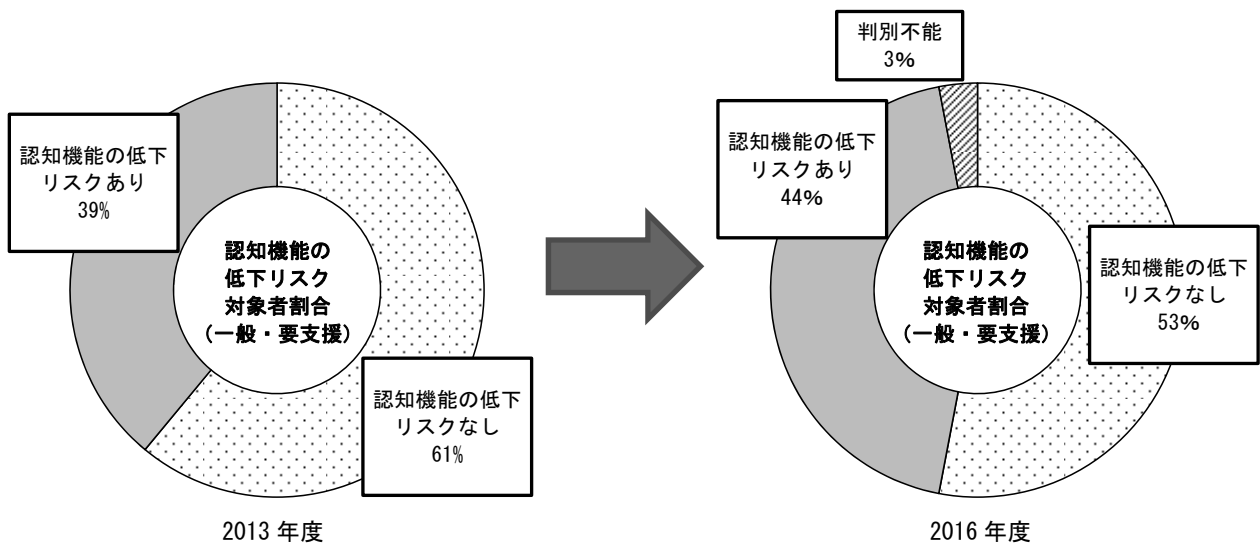 認知機能の低下
リスクあり
39%
認知機能の
低下リスク
対象者割合
（一般・要支援）
認知機能の低下
リスクなし
61%
2013 年度
判別不能
3%
認知機能の低下
リスクあり
44%
認知機能の
低下リスク
対象者割合
（一般・要支援）
認知機能の低下
リスクなし
53%
2016 年度